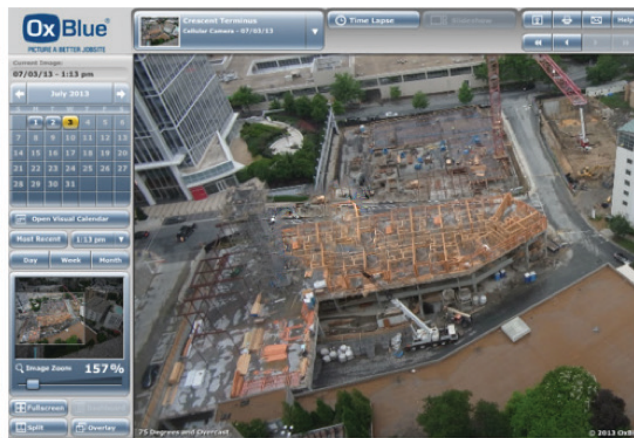 OxBlue®
PICTURE A BETTER JOBSITE
Crescent Terminus
Cellular Camera - 07/03/13
Time Lapse
Slideshow
Help
Current Image:
07/03/13 - 1:13 pm
July 2013
1 2 3 4 5 6
7 8 9 10 11 12 13
14 15 16 17 18 19 20
21 22 23 24 25 26 27
28 29 30 31
Open Visual Calendar
Most Recent
1:13 pm
Day Week Month
Image Zoom 157%
Fullscreen
Split
Overlay
75 Degrees and Overcast
© 2013 OxB